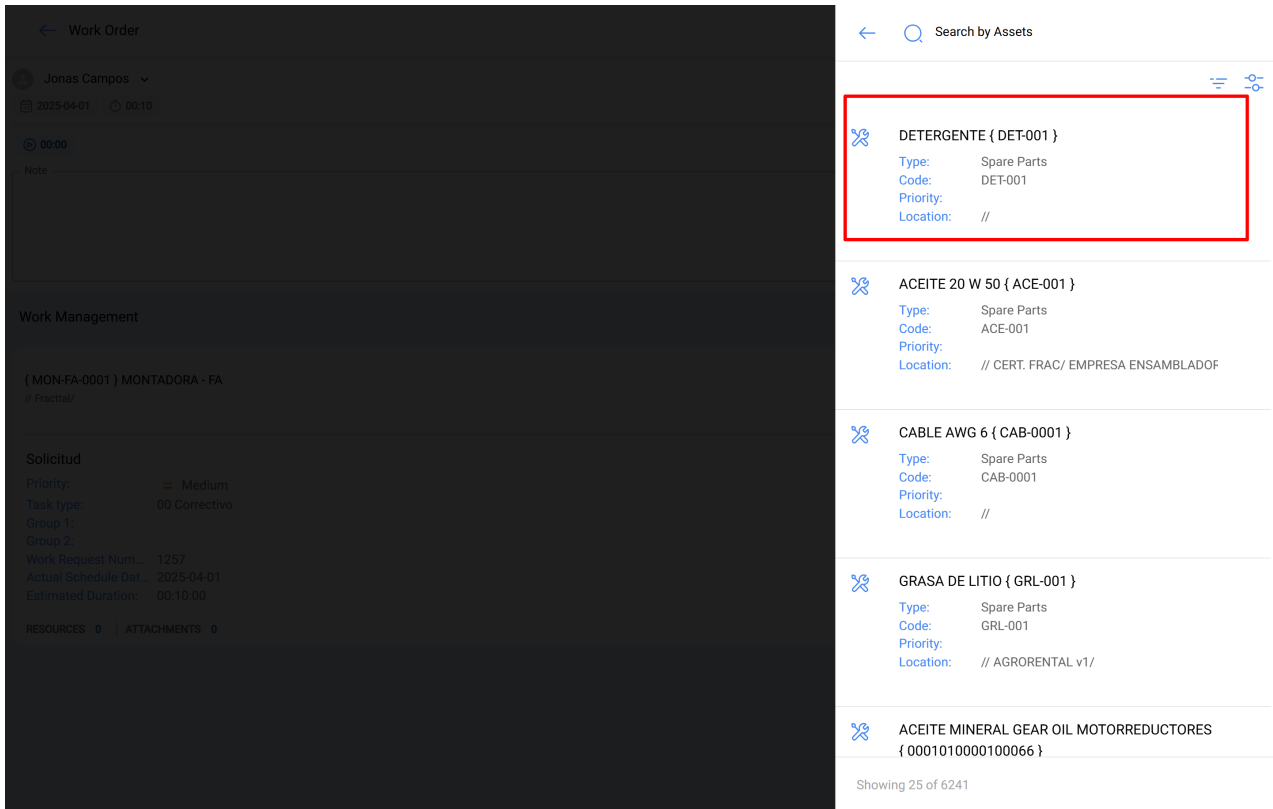 Work Order
Jonas Campos
2025-04-01 00:10
00:00
Note
Work Management
{ MON-FA-0001 } MONTADORA - FA
// Fracttal/
Solicitud
Priority: Medium
Task type: 00 Correctivo
Group 1:
Group 2:
Work Request Num... 1257
Actual Schedule Dat... 2025-04-01
Estimated Duration: 00:10:00
RESOURCES 0 | ATTACHMENTS 0
Search by Assets
DETERGENTE { DET-001 }
Type: Spare Parts
Code: DET-001
Priority:
Location: //
ACEITE 20 W 50 { ACE-001 }
Type: Spare Parts
Code: ACE-001
Priority:
Location: // CERT. FRAC/ EMPRESA ENSAMBLADOR
CABLE AWG 6 { CAB-0001 }
Type: Spare Parts
Code: CAB-0001
Priority:
Location: //
GRASA DE LITIO { GRL-001 }
Type: Spare Parts
Code: GRL-001
Priority:
Location: // AGRORENTAL v1/
ACEITE MINERAL GEAR OIL MOTORREDUCTORES
{ 0001010000100066 }
Showing 25 of 6241